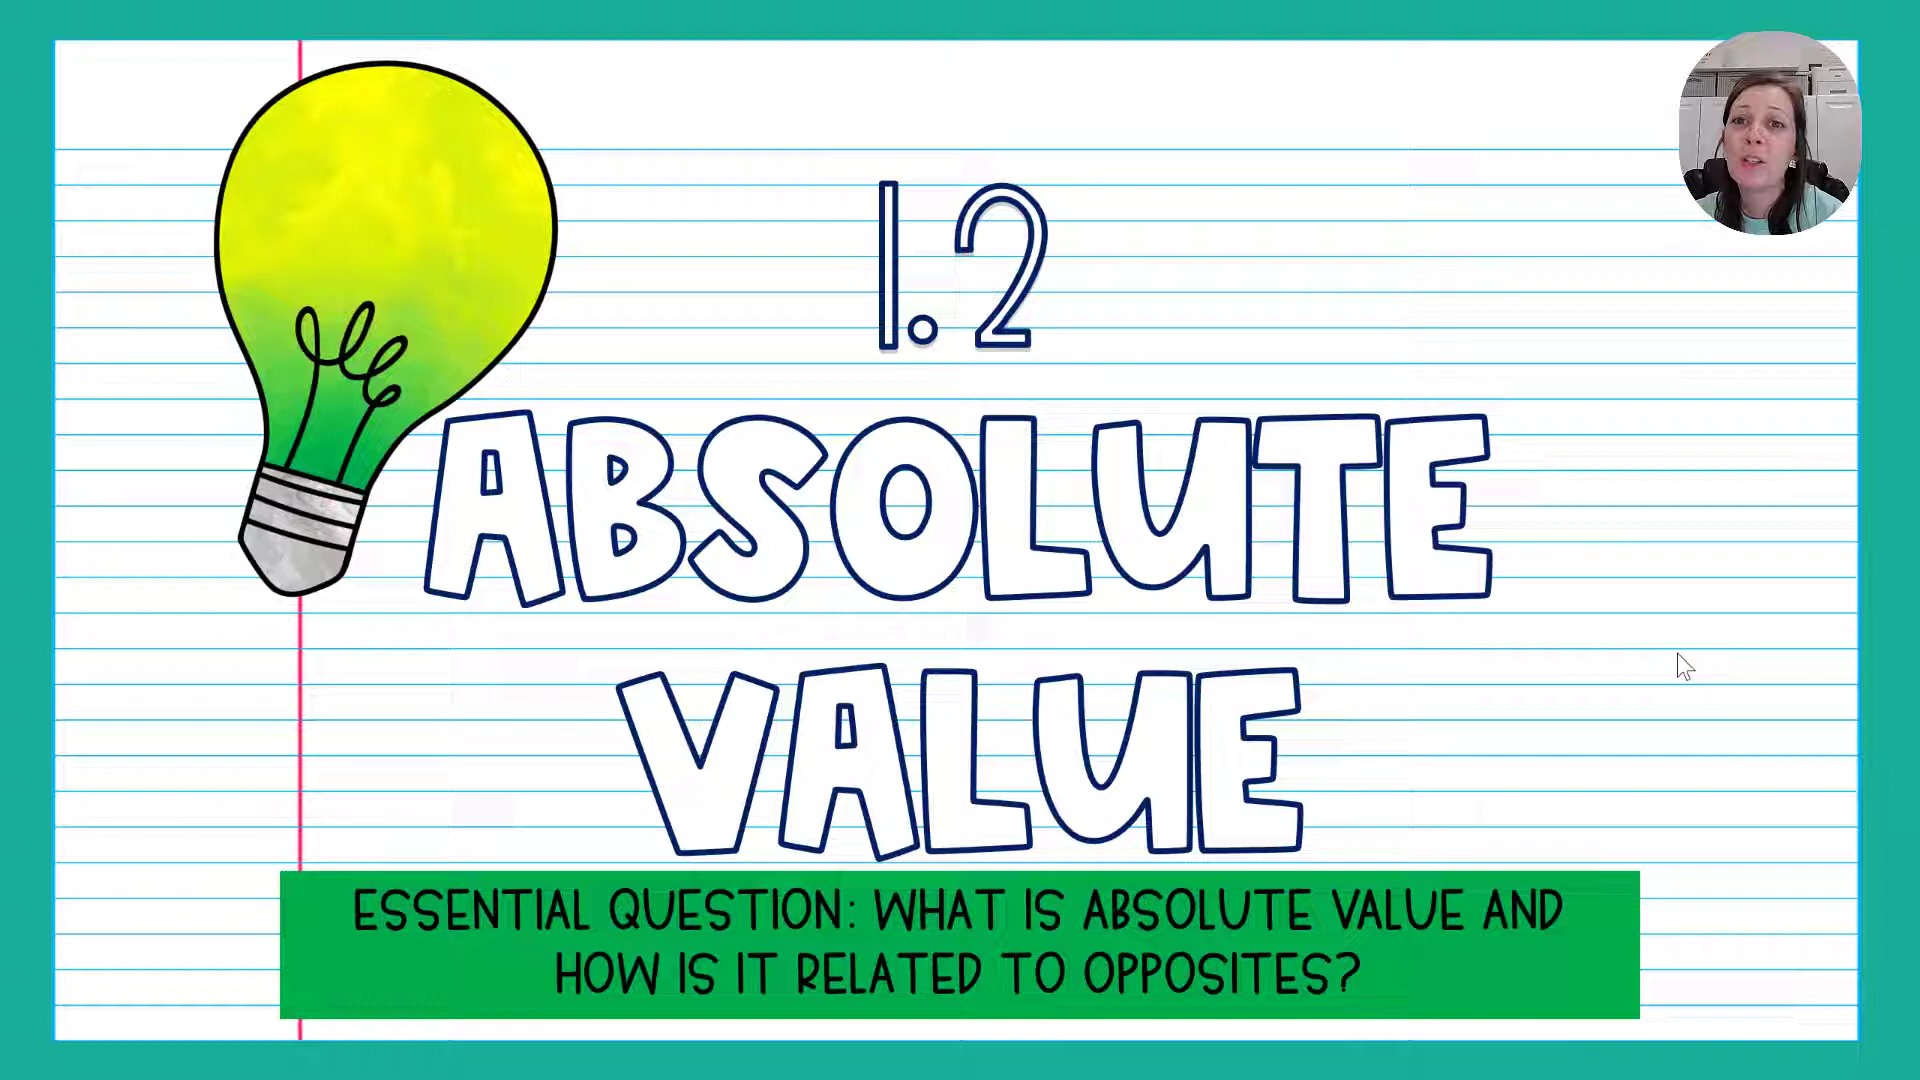 1.2
ABSOLUTE
VALUE
ESSENTIAL QUESTION: WHAT IS ABSOLUTE VALUE AND
HOW IS IT RELATED TO OPPOSITES?